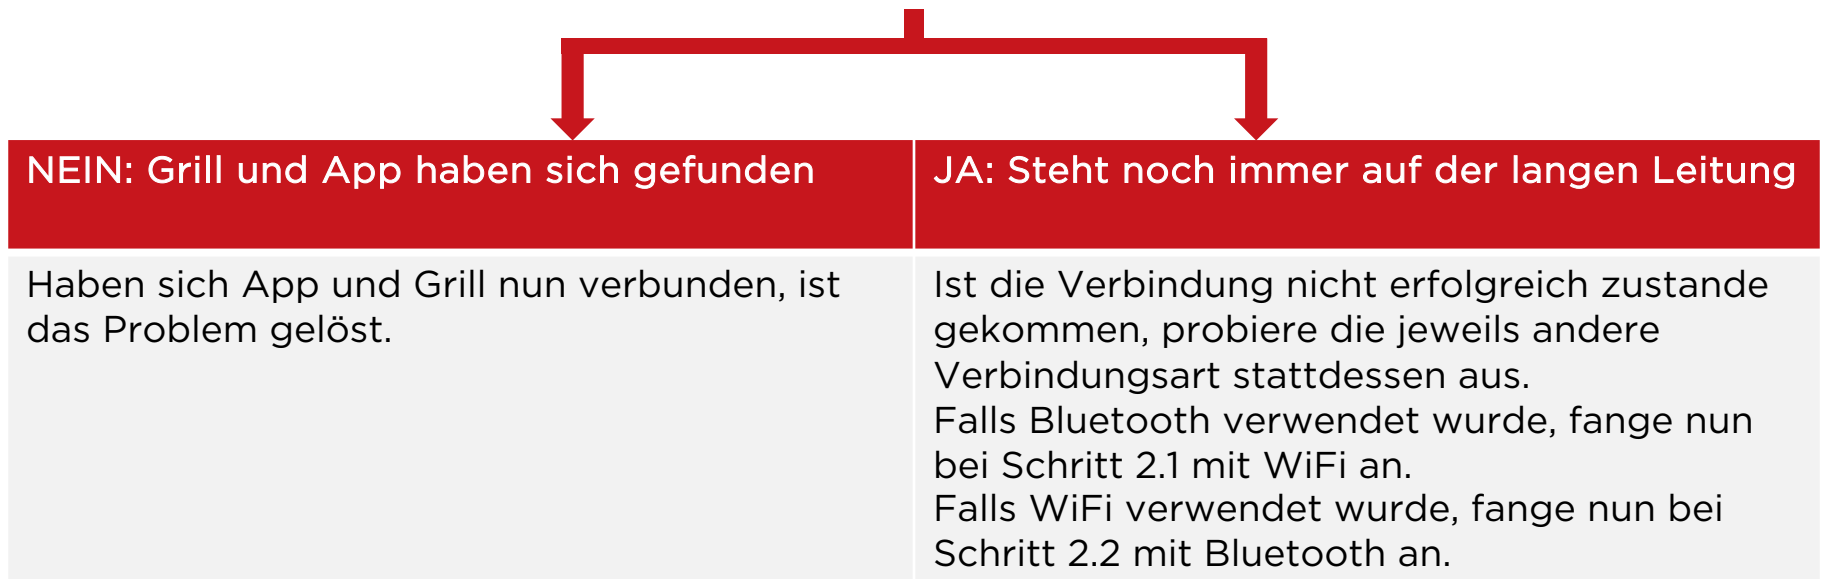 NEIN: Grill und App haben sich gefunden
JA: Steht noch immer auf der langen Leitung
Haben sich App und Grill nun verbunden, ist
das Problem gelöst.
Ist die Verbindung nicht erfolgreich zustande
gekommen, probiere die jeweils andere
Verbindungsart stattdessen aus.
Falls Bluetooth verwendet wurde, fange nun
bei Schritt 2.1 mit WiFi an.
Falls WiFi verwendet wurde, fange nun bei
Schritt 2.2 mit Bluetooth an.